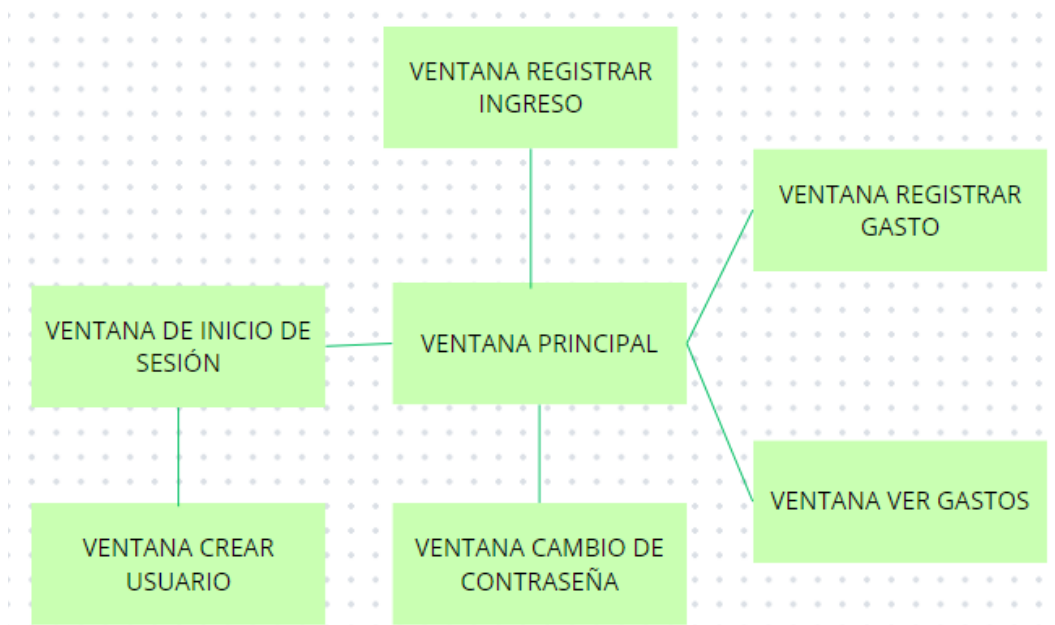 VENTANA REGISTRAR
INGRESO
VENTANA REGISTRAR
GASTO
VENTANA DE INICIO DE
SESIÓN
VENTANA PRINCIPAL
VENTANA VER GASTOS
VENTANA CREAR
USUARIO
VENTANA CAMBIO DE
CONTRASEÑA